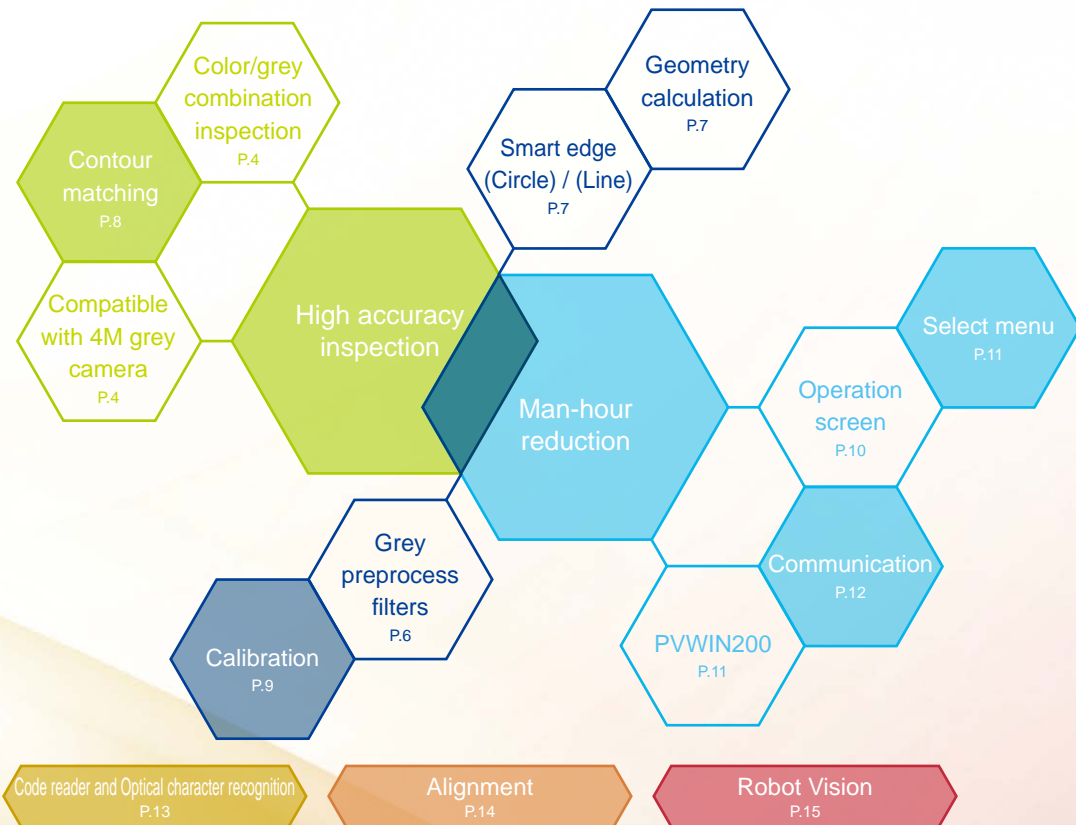 Color/grey
combination
inspection
P.4
Contour
matching
P.8
Compatible
with 4M grey
camera
P.4
High accuracy
inspection
Geometry
calculation
P.7
Smart edge
(Circle) / (Line)
P.7
Man-hour
reduction
Select menu
P.11
Operation
screen
P.10
Communication
P.12
PVWIN200
P.11
Grey
preprocess
filters
P.6
Calibration
P.9
Code reader and Optical character recognition
P.13
Alignment
P.14
Robot Vision
P.15